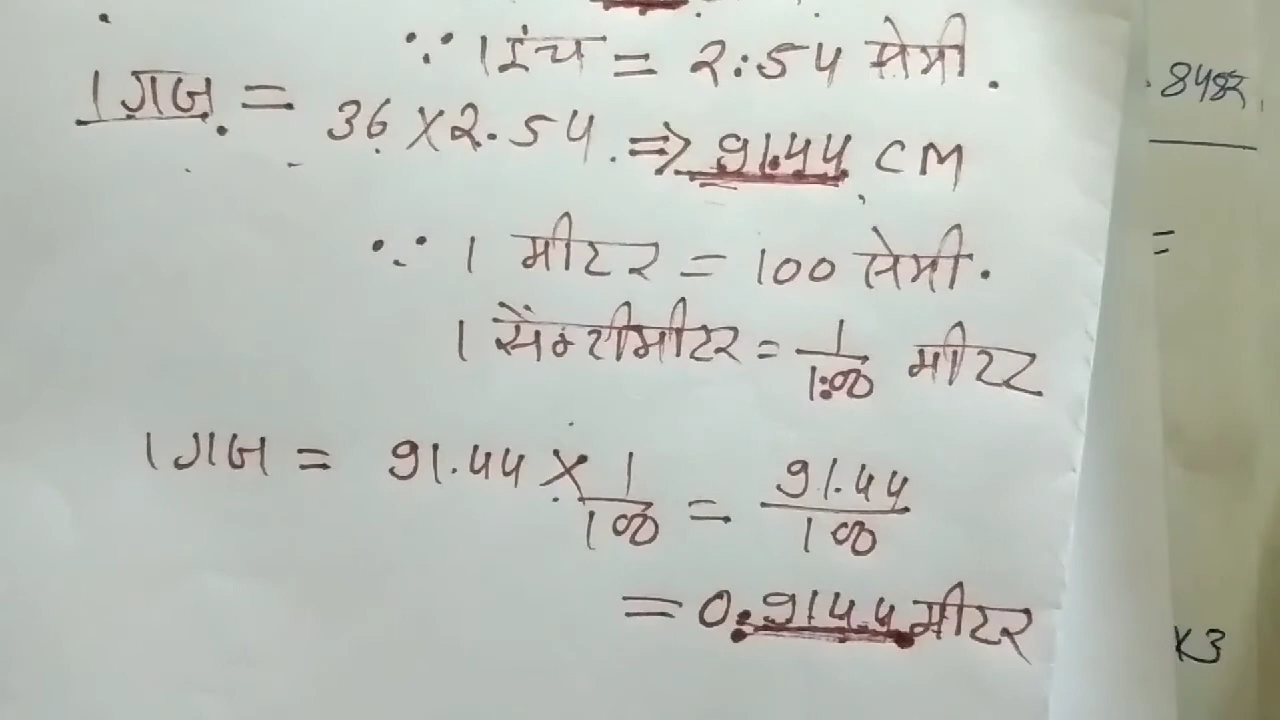 ∵ 1 इंच = 2.54 सेमी.
1 गज = 36 × 2.54 ⇒ 91.44 CM
∵ 1 मीटर = 100 सेमी.
1 सेंन्टीमीटर = 1/100 मीटर
1 गज = 91.44 × 1/100 = 91.44/100
= 0.9144 मीटर
=
×3